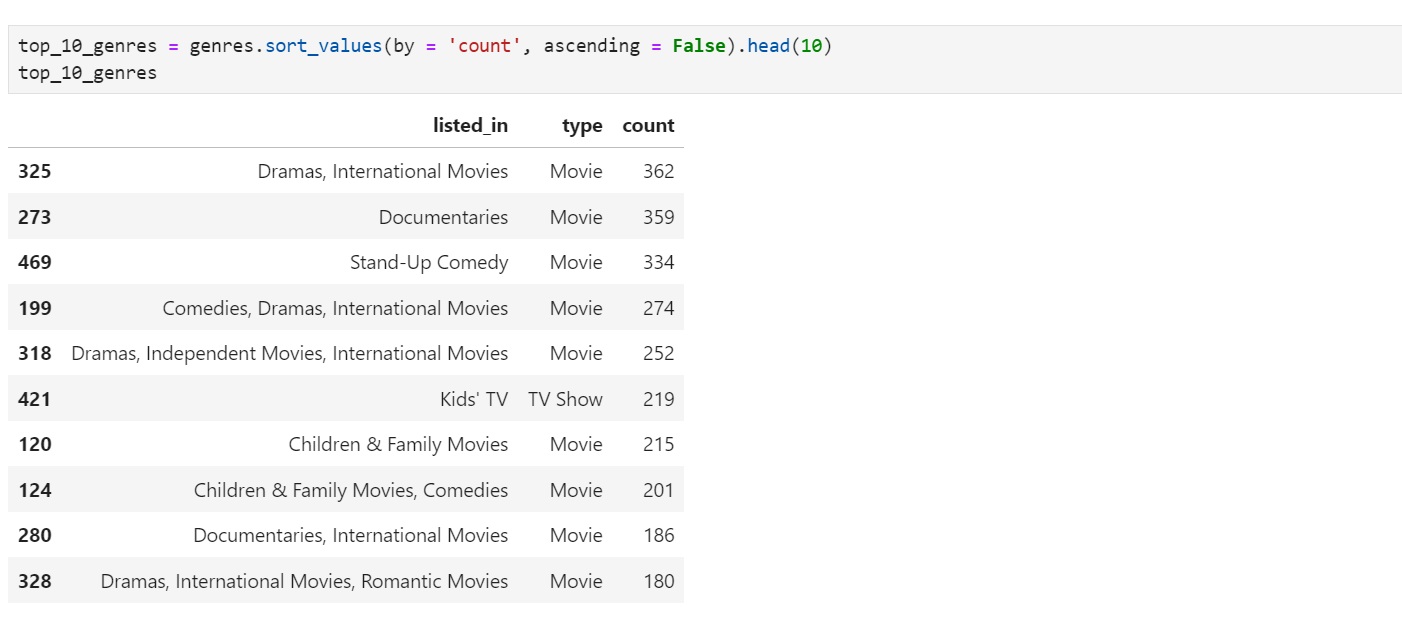 top_10_genres = genres.sort_values(by = 'count', ascending = False).head(10)
top_10_genres
listed_in type count
325 Dramas, International Movies Movie 362
273 Documentaries Movie 359
469 Stand-Up Comedy Movie 334
199 Comedies, Dramas, International Movies Movie 274
318 Dramas, Independent Movies, International Movies Movie 252
421 Kids' TV TV Show 219
120 Children & Family Movies Movie 215
124 Children & Family Movies, Comedies Movie 201
280 Documentaries, International Movies Movie 186
328 Dramas, International Movies, Romantic Movies Movie 180